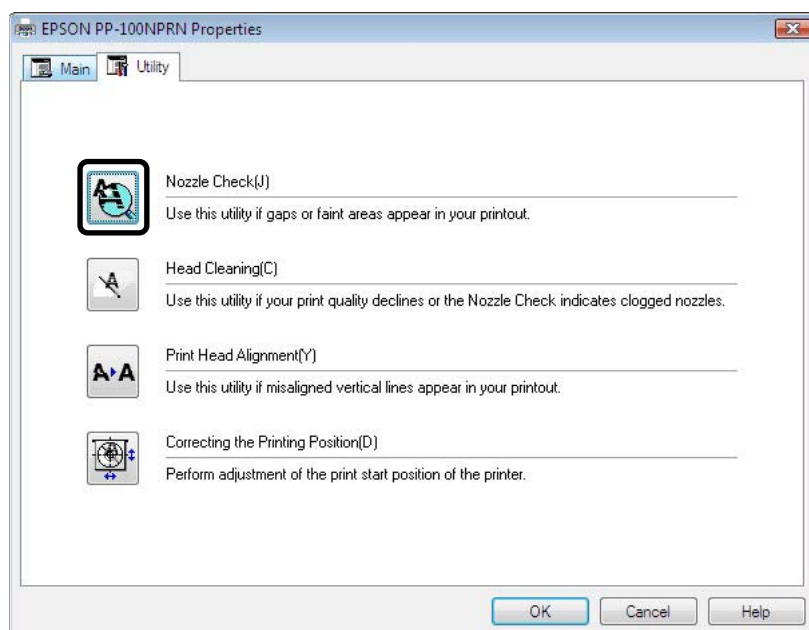 EPSON PP-100NPRN Properties
Main
Utility
Nozzle Check(J)
Use this utility if gaps or faint areas appear in your printout.
Head Cleaning(C)
Use this utility if your print quality declines or the Nozzle Check indicates clogged nozzles.
Print Head Alignment(Y)
Use this utility if misaligned vertical lines appear in your printout.
Correcting the Printing Position(D)
Perform adjustment of the print start position of the printer.
OK
Cancel
Help